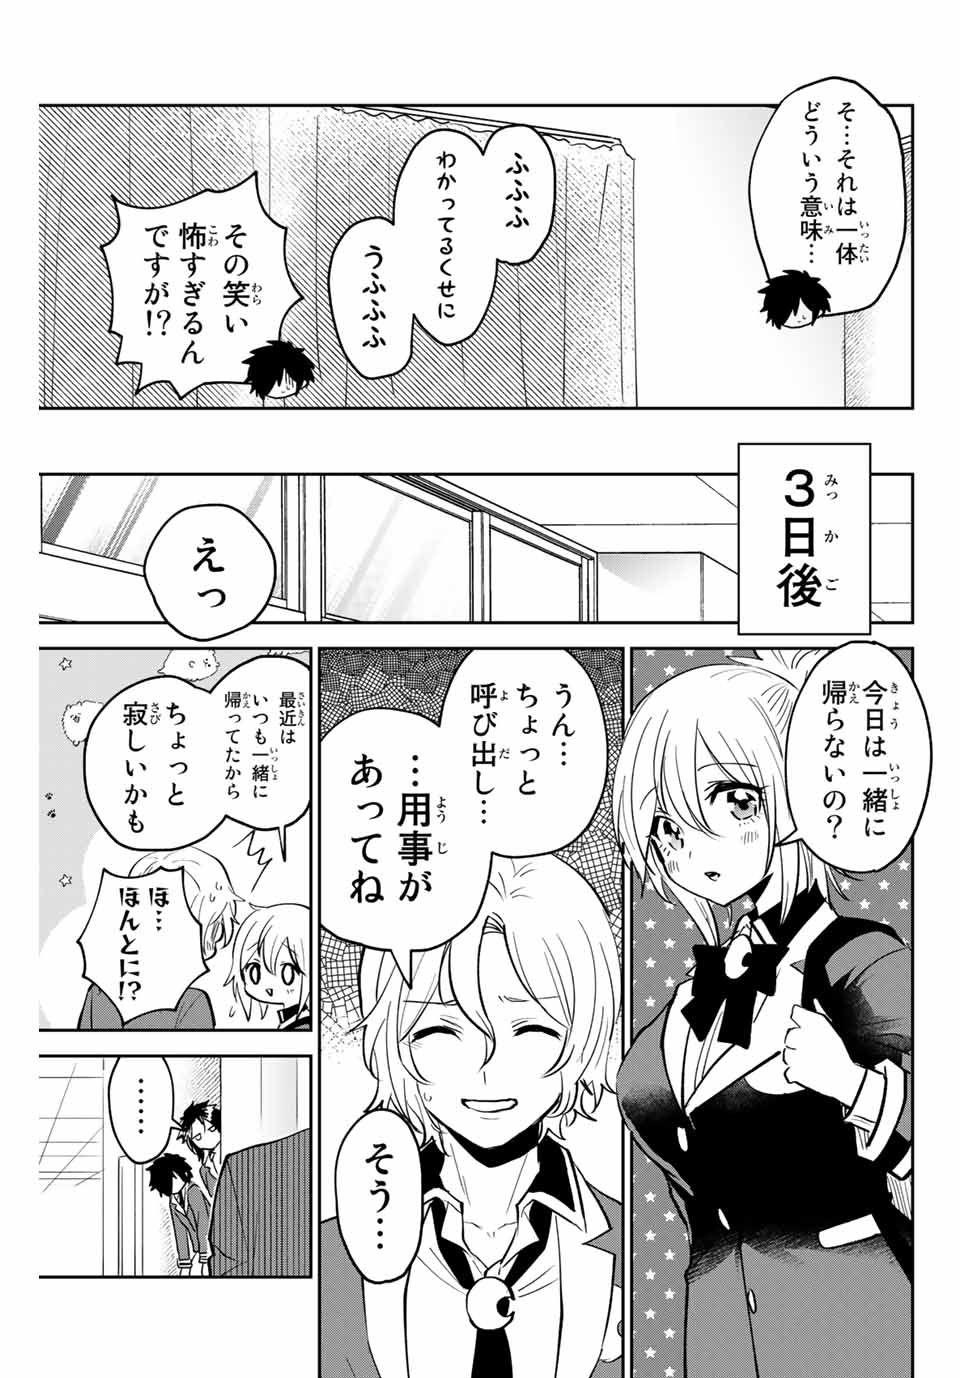 そ…それは一体
どういう意味…
ふふふ
わかってるくせに
うふふふ
その笑い
怖すぎるん
ですが!?
3日後
えっ
今日は一緒に
帰らないの？
うん…
ちょっと
呼び出し…
…用事が
あってね
そう…
最近は
いつも一緒に
帰ってたから
ちょっと
寂しいかも
ほ…
ほんとに!?
……